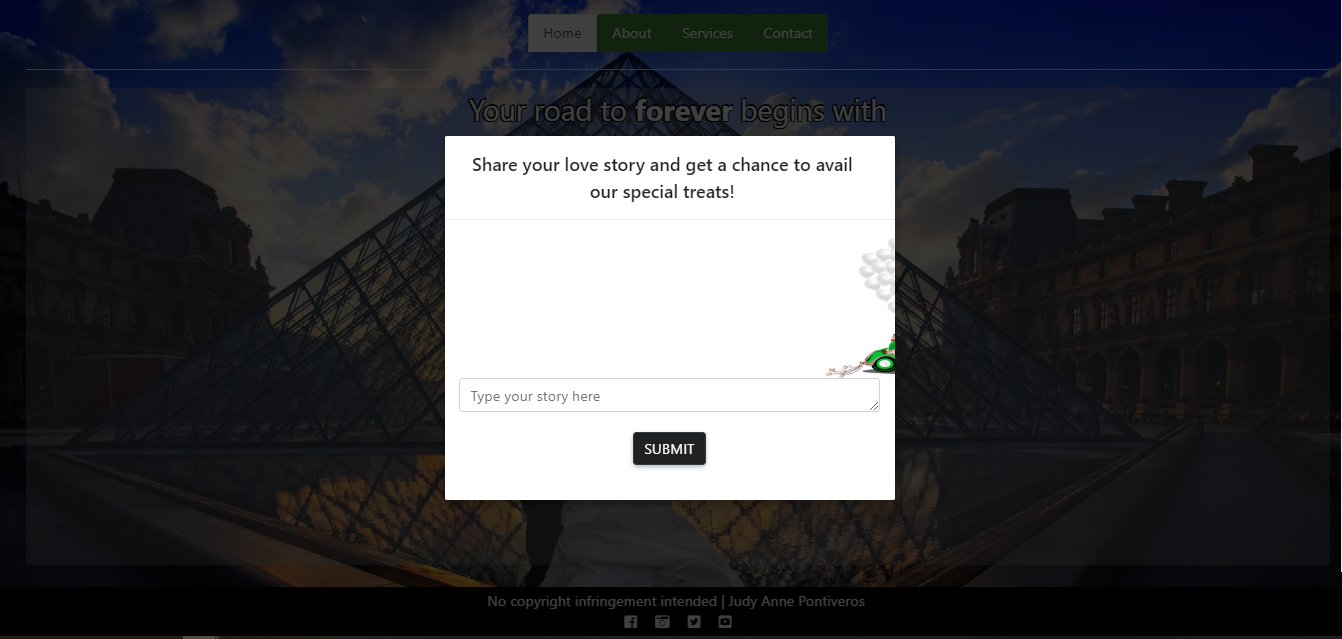 Home About Services Contact
Your road to forever begins with
Share your love story and get a chance to avail
our special treats!
Type your story here
SUBMIT
No copyright infringement intended | Judy Anne Pontiveros